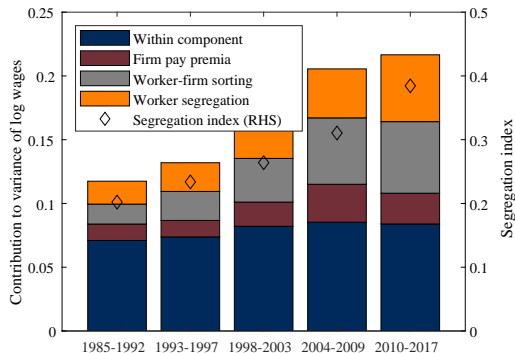 0.25
0.2
0.15
0.1
0.05
0
Contribution to variance of log wages
Within component
Firm pay premia
Worker-firm sorting
Worker segregation
Segregation index (RHS)
0.5
0.4
0.3
0.2
0.1
0
Segregation index
1985-1992 1993-1997 1998-2003 2004-2009 2010-2017